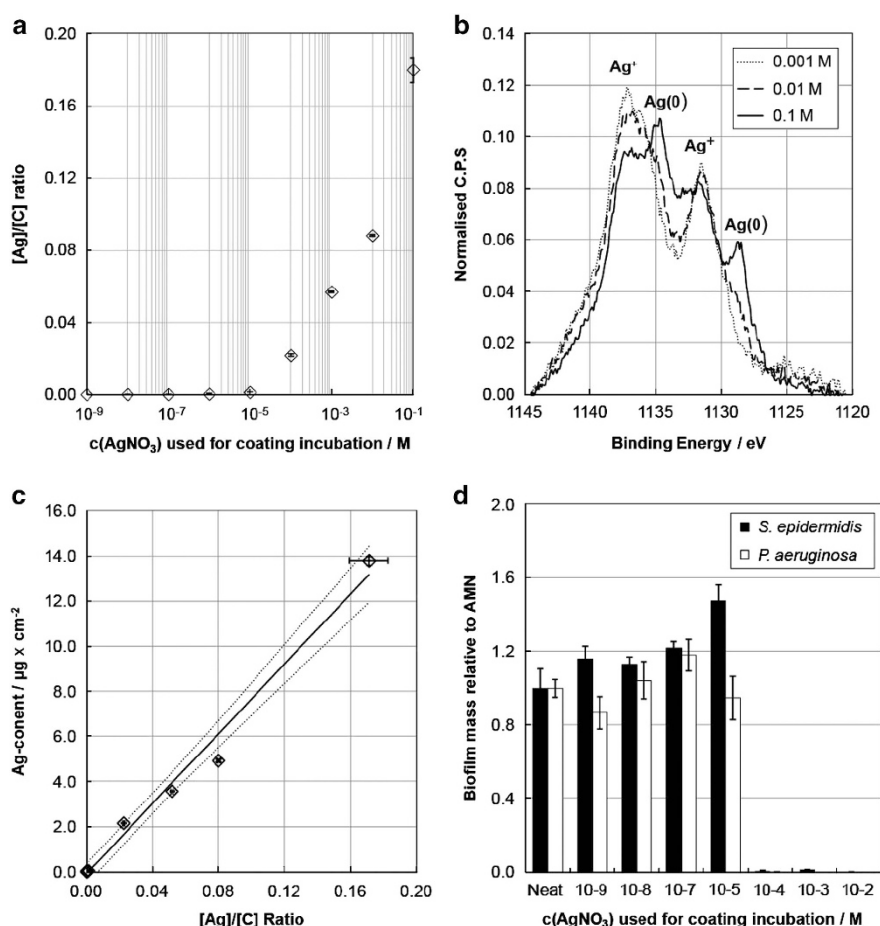 a
0.20
0.16
0.12
0.08
0.04
0.00
[Ag]/[C] ratio
10⁻⁹ 10⁻⁷ 10⁻⁵ 10⁻³ 10⁻¹
c(AgNO₃) used for coating incubation / M
b
0.14
0.12
0.10
0.08
0.06
0.04
0.02
0.00
Normalised C.P.S
Ag⁺
Ag(0)
Ag⁺
Ag(0)
0.001 M
0.01 M
0.1 M
1145 1140 1135 1130 1125 1120
Binding Energy / eV
c
16.0
14.0
12.0
10.0
8.0
6.0
4.0
2.0
0.0
Ag-conent / µg x cm⁻²
0.00 0.04 0.08 0.12 0.16 0.20
[Ag]/[C] Ratio
d
2.0
1.6
1.2
0.8
0.4
0.0
Biofilm mass relative to AMN
S. epidermidis
P. aeruginosa
Neat 10-9 10-8 10-7 10-5 10-4 10-3 10-2
c(AgNO₃) used for coating incubation / M